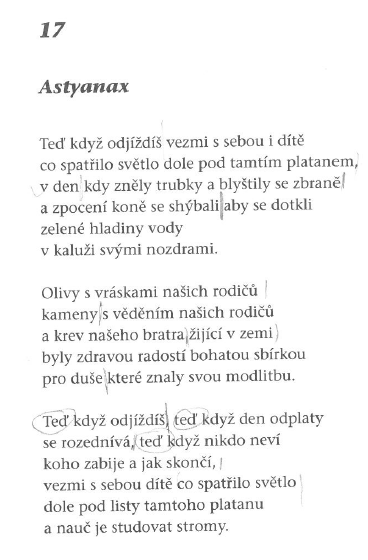 17
Astyanax
Teď když odjíždíš vezmi s sebou i dítě
co spatřilo světlo dole pod tamtím platanem,
v den kdy zněly trubky a blyštily se zbraně
a zpocení koně se shýbali aby se dotkli
zelené hladiny vody
v kaluži svými nozdrami.
Olivy s vráskami našich rodičů
kameny s věděním našich rodičů
a krev našeho bratra žijící v zemi
byly zdravou radostí bohatou sbírkou
pro duše které znaly svou modlitbu.
Teď když odjíždíš, teď když den odplaty
se rozednívá, teď když nikdo neví
koho zabije a jak skončí,
vezmi s sebou dítě co spatřilo světlo
dole pod listy tamtoho platanu
a nauč je studovat stromy.